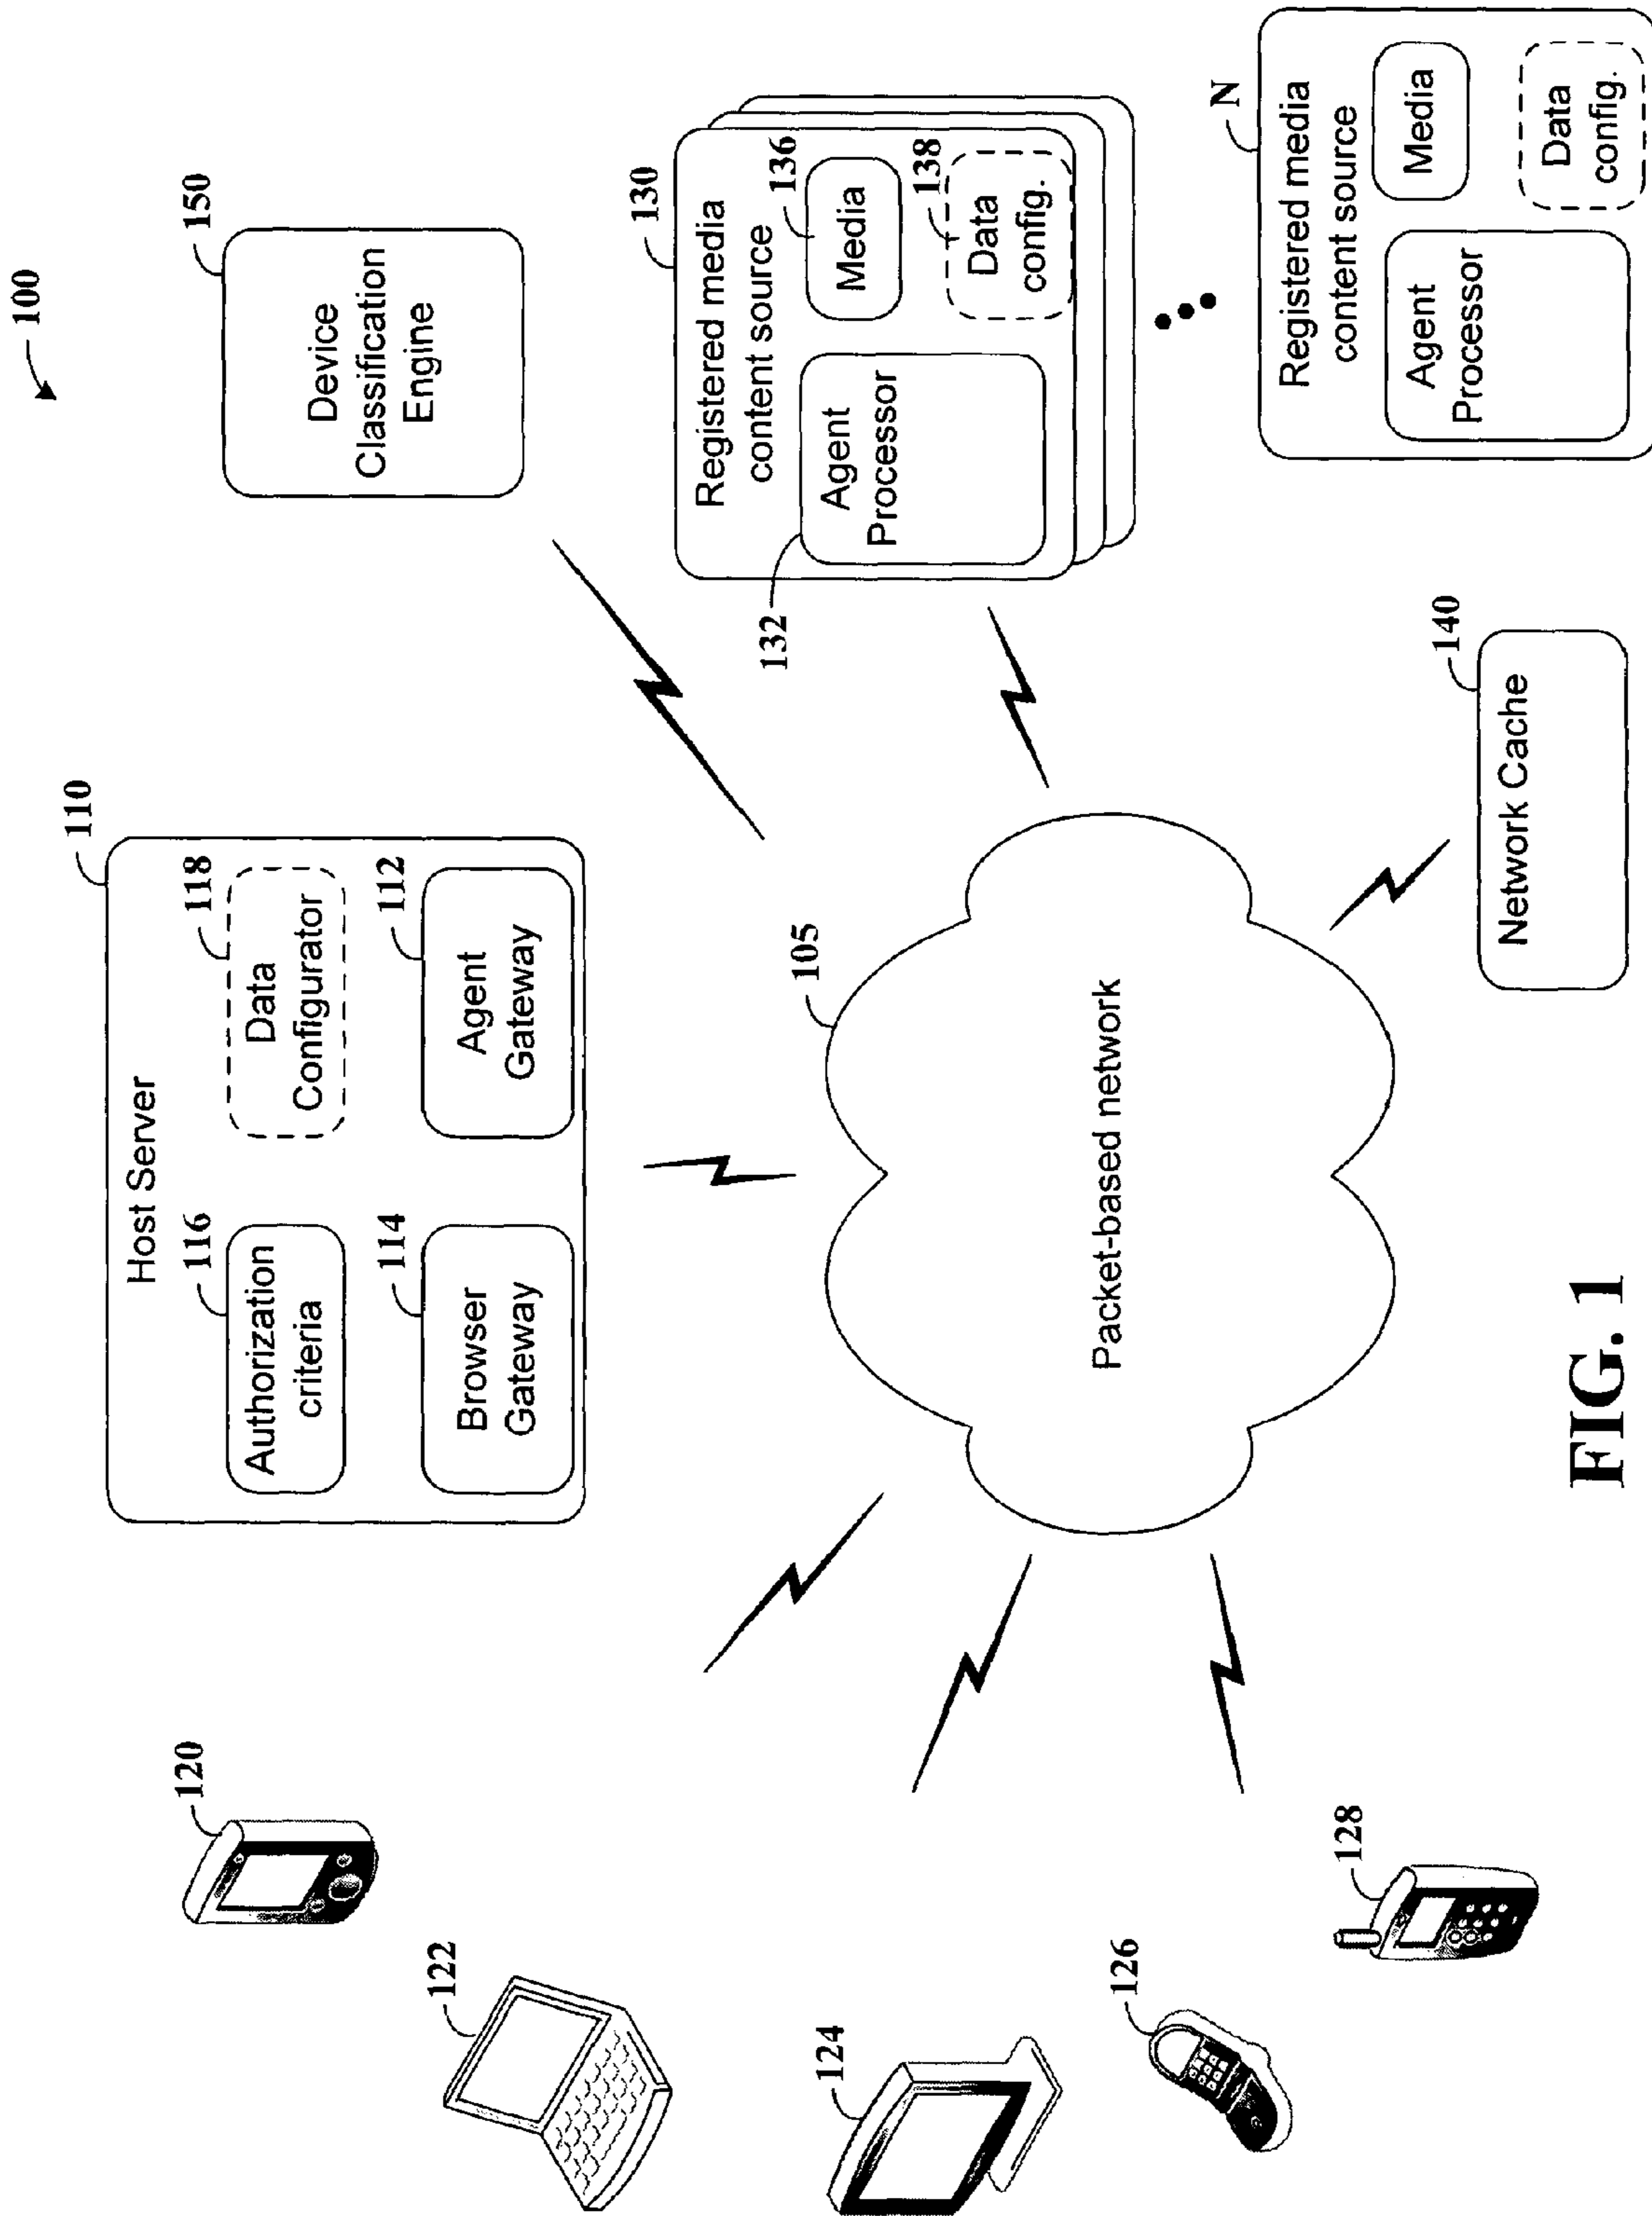 100
110
Host Server
116
Authorization
criteria
118
Data
Configurator
114
Browser
Gateway
112
Agent
Gateway
150
Device
Classification
Engine
120
122
124
126
128
105
Packet-based network
130
Registered media
content source
132
Agent
Processor
136
Media
138
Data
config.
140
Network Cache
N
Registered media
content source
Agent
Processor
Media
Data
config.
FIG. 1